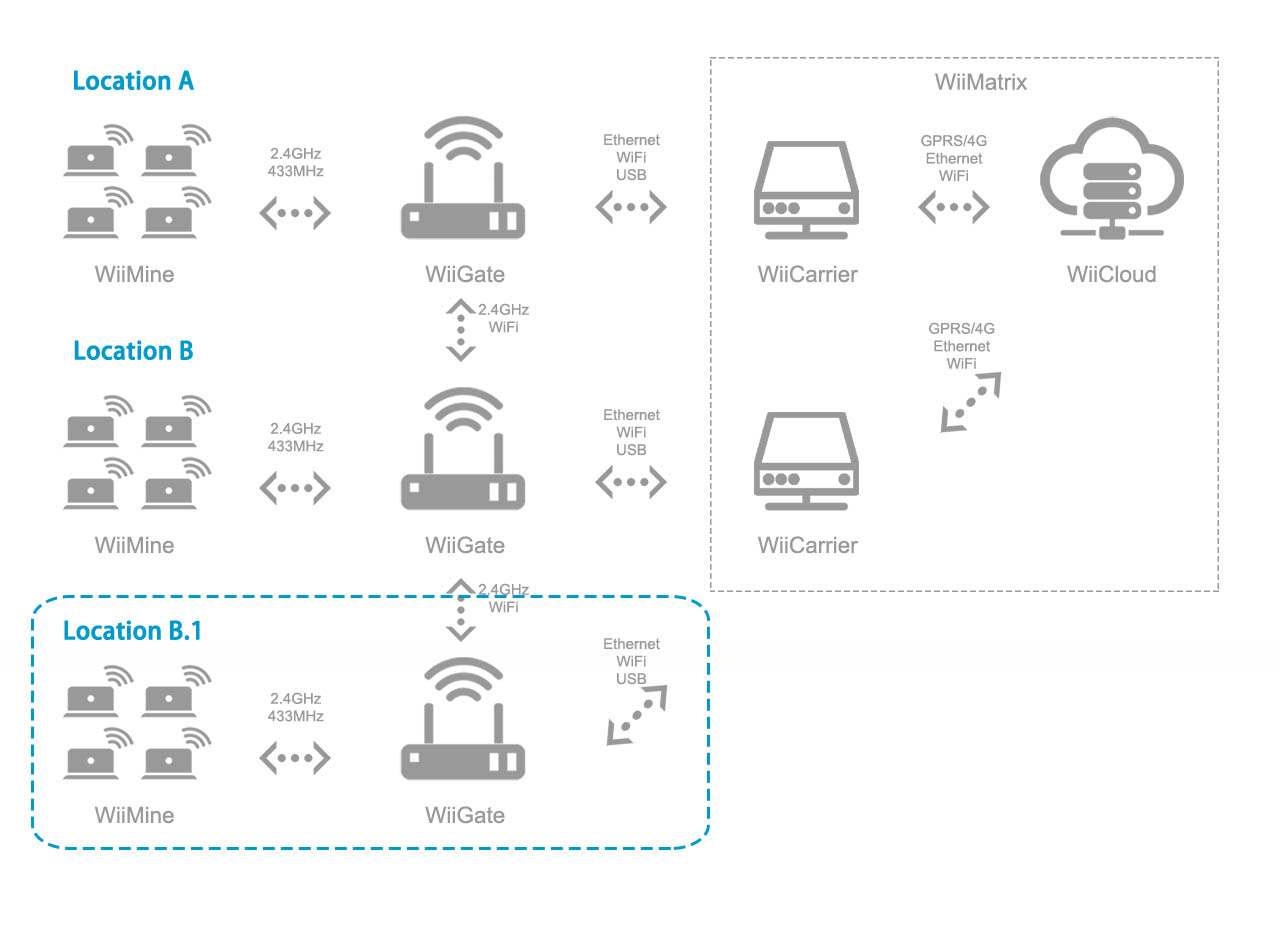 Location A
WiiMatrix
2.4GHz
433MHz
Ethernet
WiFi
USB
GPRS/4G
Ethernet
WiFi
WiiMine
WiiGate
WiiCarrier
WiiCloud
2.4GHz
WiFi
GPRS/4G
Ethernet
WiFi
Location B
2.4GHz
433MHz
Ethernet
WiFi
USB
WiiMine
WiiGate
WiiCarrier
2.4GHz
WiFi
Location B.1
2.4GHz
433MHz
Ethernet
WiFi
USB
WiiMine
WiiGate